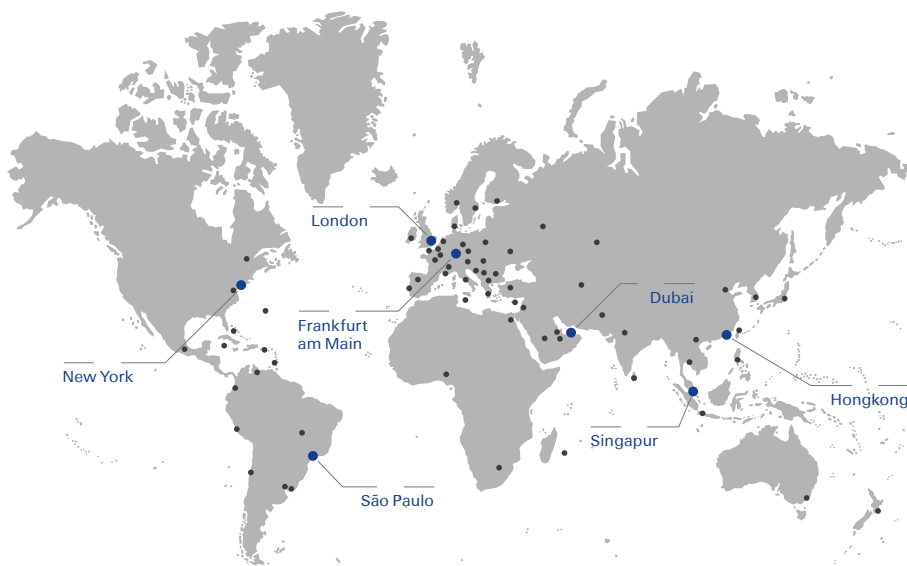 London
Dubai
Frankfurt
am Main
New York
Hongkong
Singapur
São Paulo